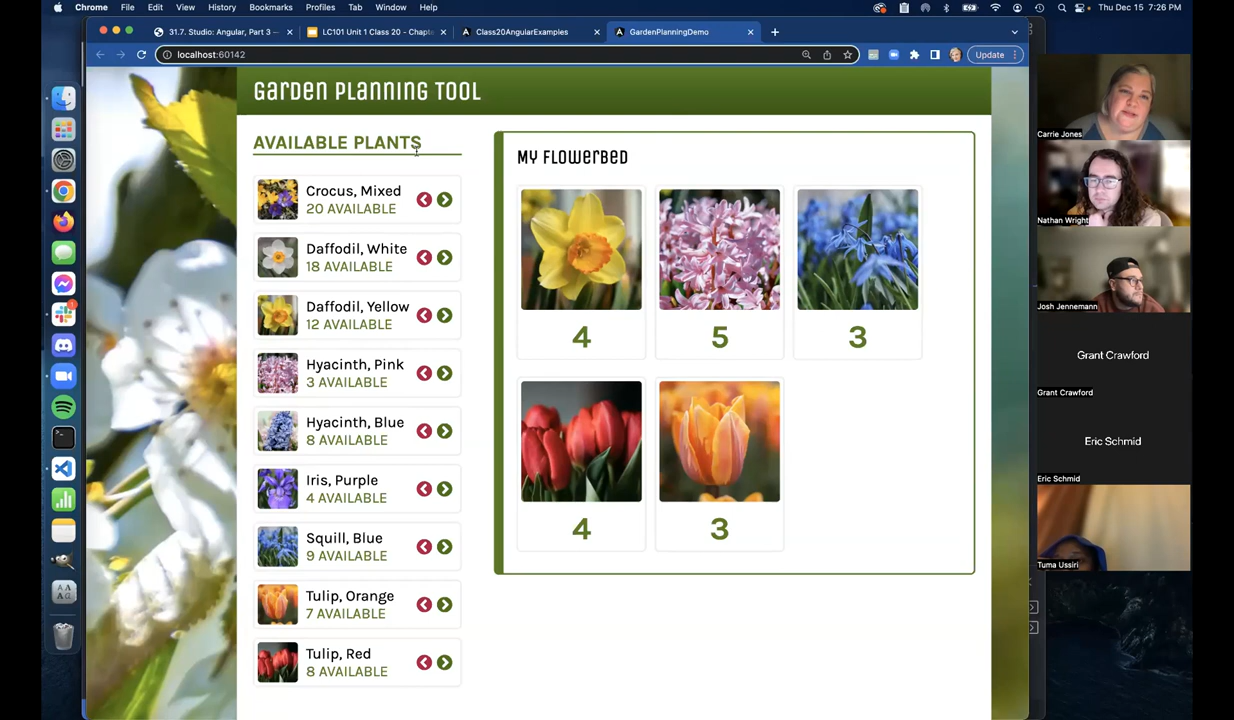 Chrome File Edit View History Bookmarks Profiles Tab Window Help
Thu Dec 15 7:26 PM
31.7. Studio: Angular, Part 3 —
LC101 Unit 1 Class 20 - Chapte
Class20AngularExamples
GardenPlanningDemo
localhost:60142
Update
Garden Planning Tool
AVAILABLE PLANTS
Crocus, Mixed
20 AVAILABLE
Daffodil, White
18 AVAILABLE
Daffodil, Yellow
12 AVAILABLE
Hyacinth, Pink
3 AVAILABLE
Hyacinth, Blue
8 AVAILABLE
Iris, Purple
4 AVAILABLE
Squill, Blue
9 AVAILABLE
Tulip, Orange
7 AVAILABLE
Tulip, Red
8 AVAILABLE
My Flowerbed
4 5 3
4 3
Carrie Jones
Nathan Wright
Josh Jennemann
Grant Crawford
Grant Crawford
Eric Schmid
Eric Schmid
Tuma Ussiri